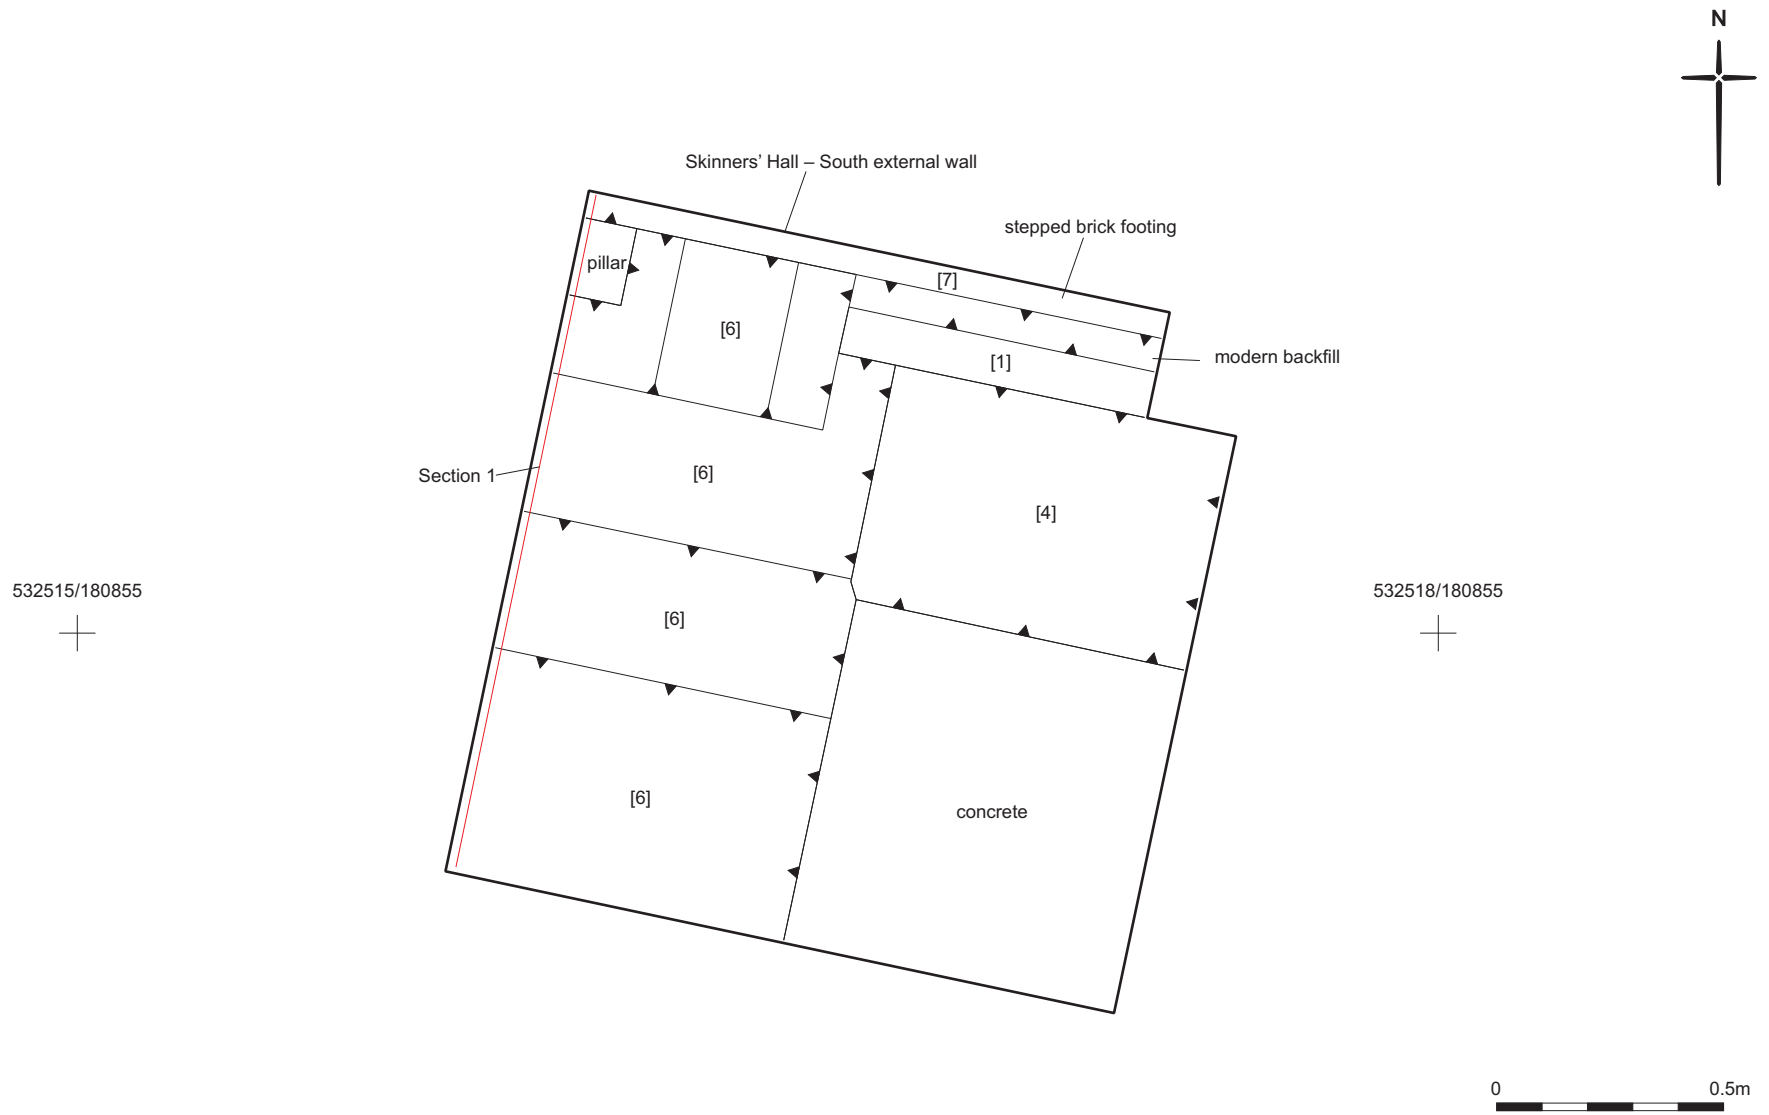 N
Skinners’ Hall – South external wall
stepped brick footing
pillar
[7]
[6]
[1]
modern backfill
Section 1
[6]
[4]
532515/180855
532518/180855
[6]
[6]
concrete
0
0.5m